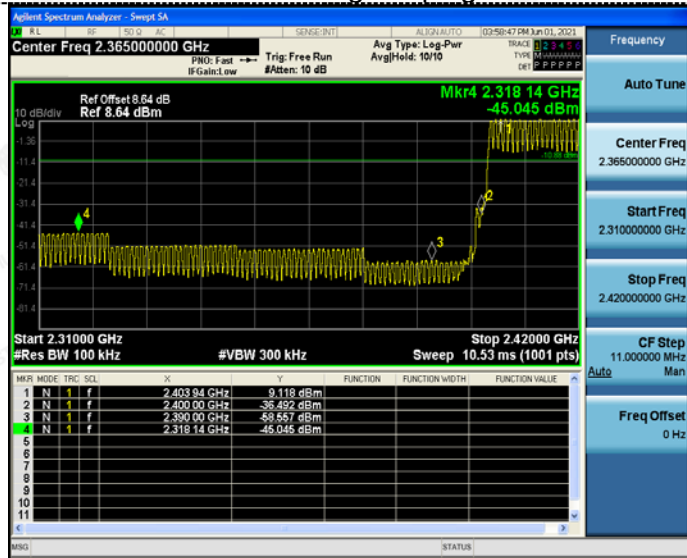 Agilent Spectrum Analyzer - Swept SA
RL RF 50 Ω AC SENSE:INT ALIGN AUTO 03:58:47 PM Jun 01, 2021
Center Freq 2.365000000 GHz
PNO: Fast
IFGain:Low
Trig: Free Run
#Atten: 10 dB
Avg Type: Log-Pwr
Avg|Hold: 10/10
TRACE 1 2 3 4 5 6
TYPE M
DET P P P P P P
Ref Offset 8.64 dB
10 dB/div Ref 8.64 dBm
Log
Mkr4 2.318 14 GHz
-45.045 dBm
-1.36
-11.4
-21.4
-31.4
-41.4
-51.4
-61.4
-71.4
-81.4
-10.88 dBm
1
2
3
4
Start 2.31000 GHz Stop 2.42000 GHz
#Res BW 100 kHz #VBW 300 kHz Sweep 10.53 ms (1001 pts)
MKR MODE TRC SCL X Y FUNCTION FUNCTION WIDTH FUNCTION VALUE
1 N 1 f 2.403 94 GHz 9.118 dBm
2 N 1 f 2.400 00 GHz -36.492 dBm
3 N 1 f 2.390 00 GHz -58.557 dBm
4 N 1 f 2.318 14 GHz -45.045 dBm
5
6
7
8
9
10
11
MSG STATUS
Frequency
Auto Tune
Center Freq
2.365000000 GHz
Start Freq
2.310000000 GHz
Stop Freq
2.420000000 GHz
CF Step
11.000000 MHz
Auto Man
Freq Offset
0 Hz